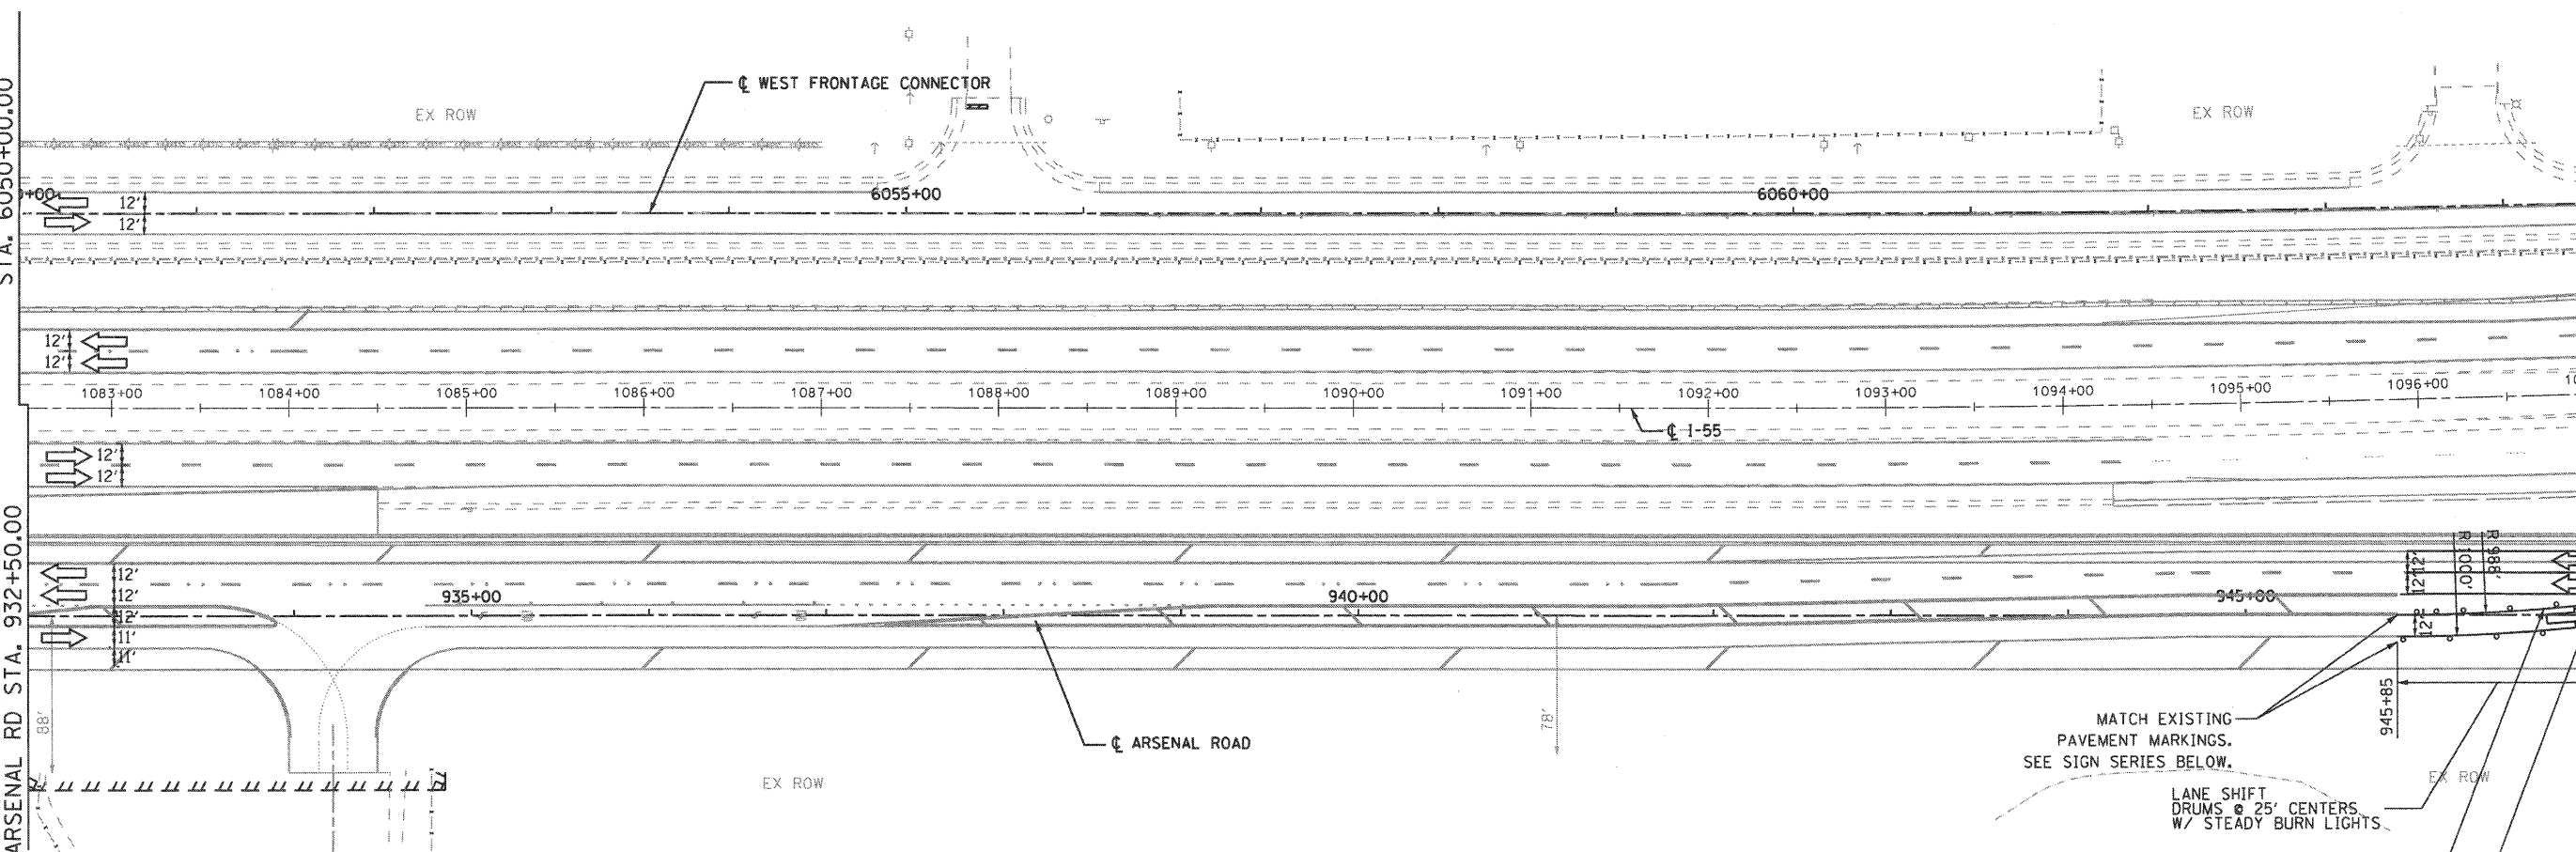 STA. 6050+00.00
℄ WEST FRONTAGE CONNECTOR
EX ROW
EX ROW
+00
12'
12'
6055+00
6060+00
12'
12'
1083+00
1084+00
1085+00
1086+00
1087+00
1088+00
1089+00
1090+00
1091+00
1092+00
1093+00
1094+00
1095+00
1096+00
10
℄ I-55
12'
12'
ARSENAL RD STA. 932+50.00
12'
12'
12'
11'
11'
935+00
940+00
945+00
12'
12'
12'
R 1000'
R 988'
88'
78'
℄ ARSENAL ROAD
EX ROW
945+85
MATCH EXISTING
PAVEMENT MARKINGS.
SEE SIGN SERIES BELOW.
EX ROW
LANE SHIFT
DRUMS @ 25' CENTERS
W/ STEADY BURN LIGHTS